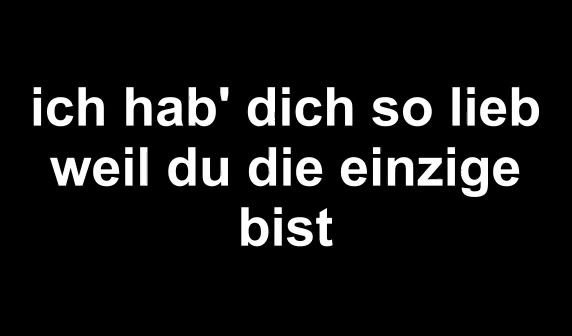 ich hab' dich so lieb
weil du die einzige
bist